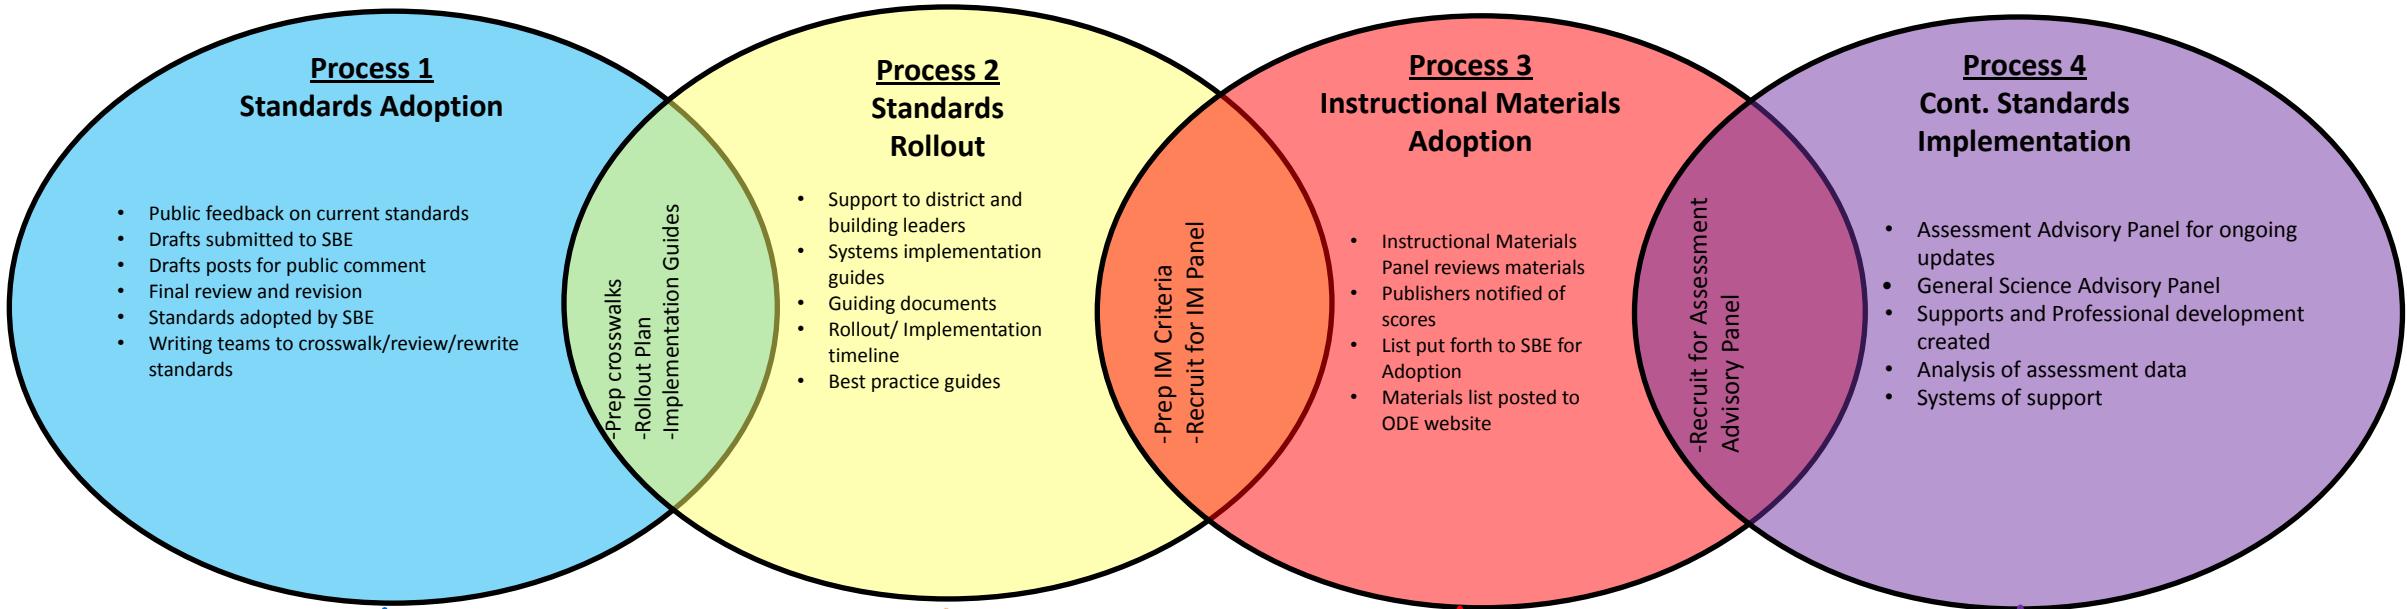 Process 1
Standards Adoption
• Public feedback on current standards
• Drafts submitted to SBE
• Drafts posts for public comment
• Final review and revision
• Standards adopted by SBE
• Writing teams to crosswalk/review/rewrite
standards
-Prep crosswalks
-Rollout Plan
-Implementation Guides
Process 2
Standards
Rollout
• Support to district and
building leaders
• Systems implementation
guides
• Guiding documents
• Rollout/ Implementation
timeline
• Best practice guides
-Prep IM Criteria
-Recruit for IM Panel
Process 3
Instructional Materials
Adoption
• Instructional Materials
Panel reviews materials
• Publishers notified of
scores
• List put forth to SBE for
Adoption
• Materials list posted to
ODE website
-Recruit for Assessment
Advisory Panel
Process 4
Cont. Standards
Implementation
• Assessment Advisory Panel for ongoing
updates
• General Science Advisory Panel
• Supports and Professional development
created
• Analysis of assessment data
• Systems of support